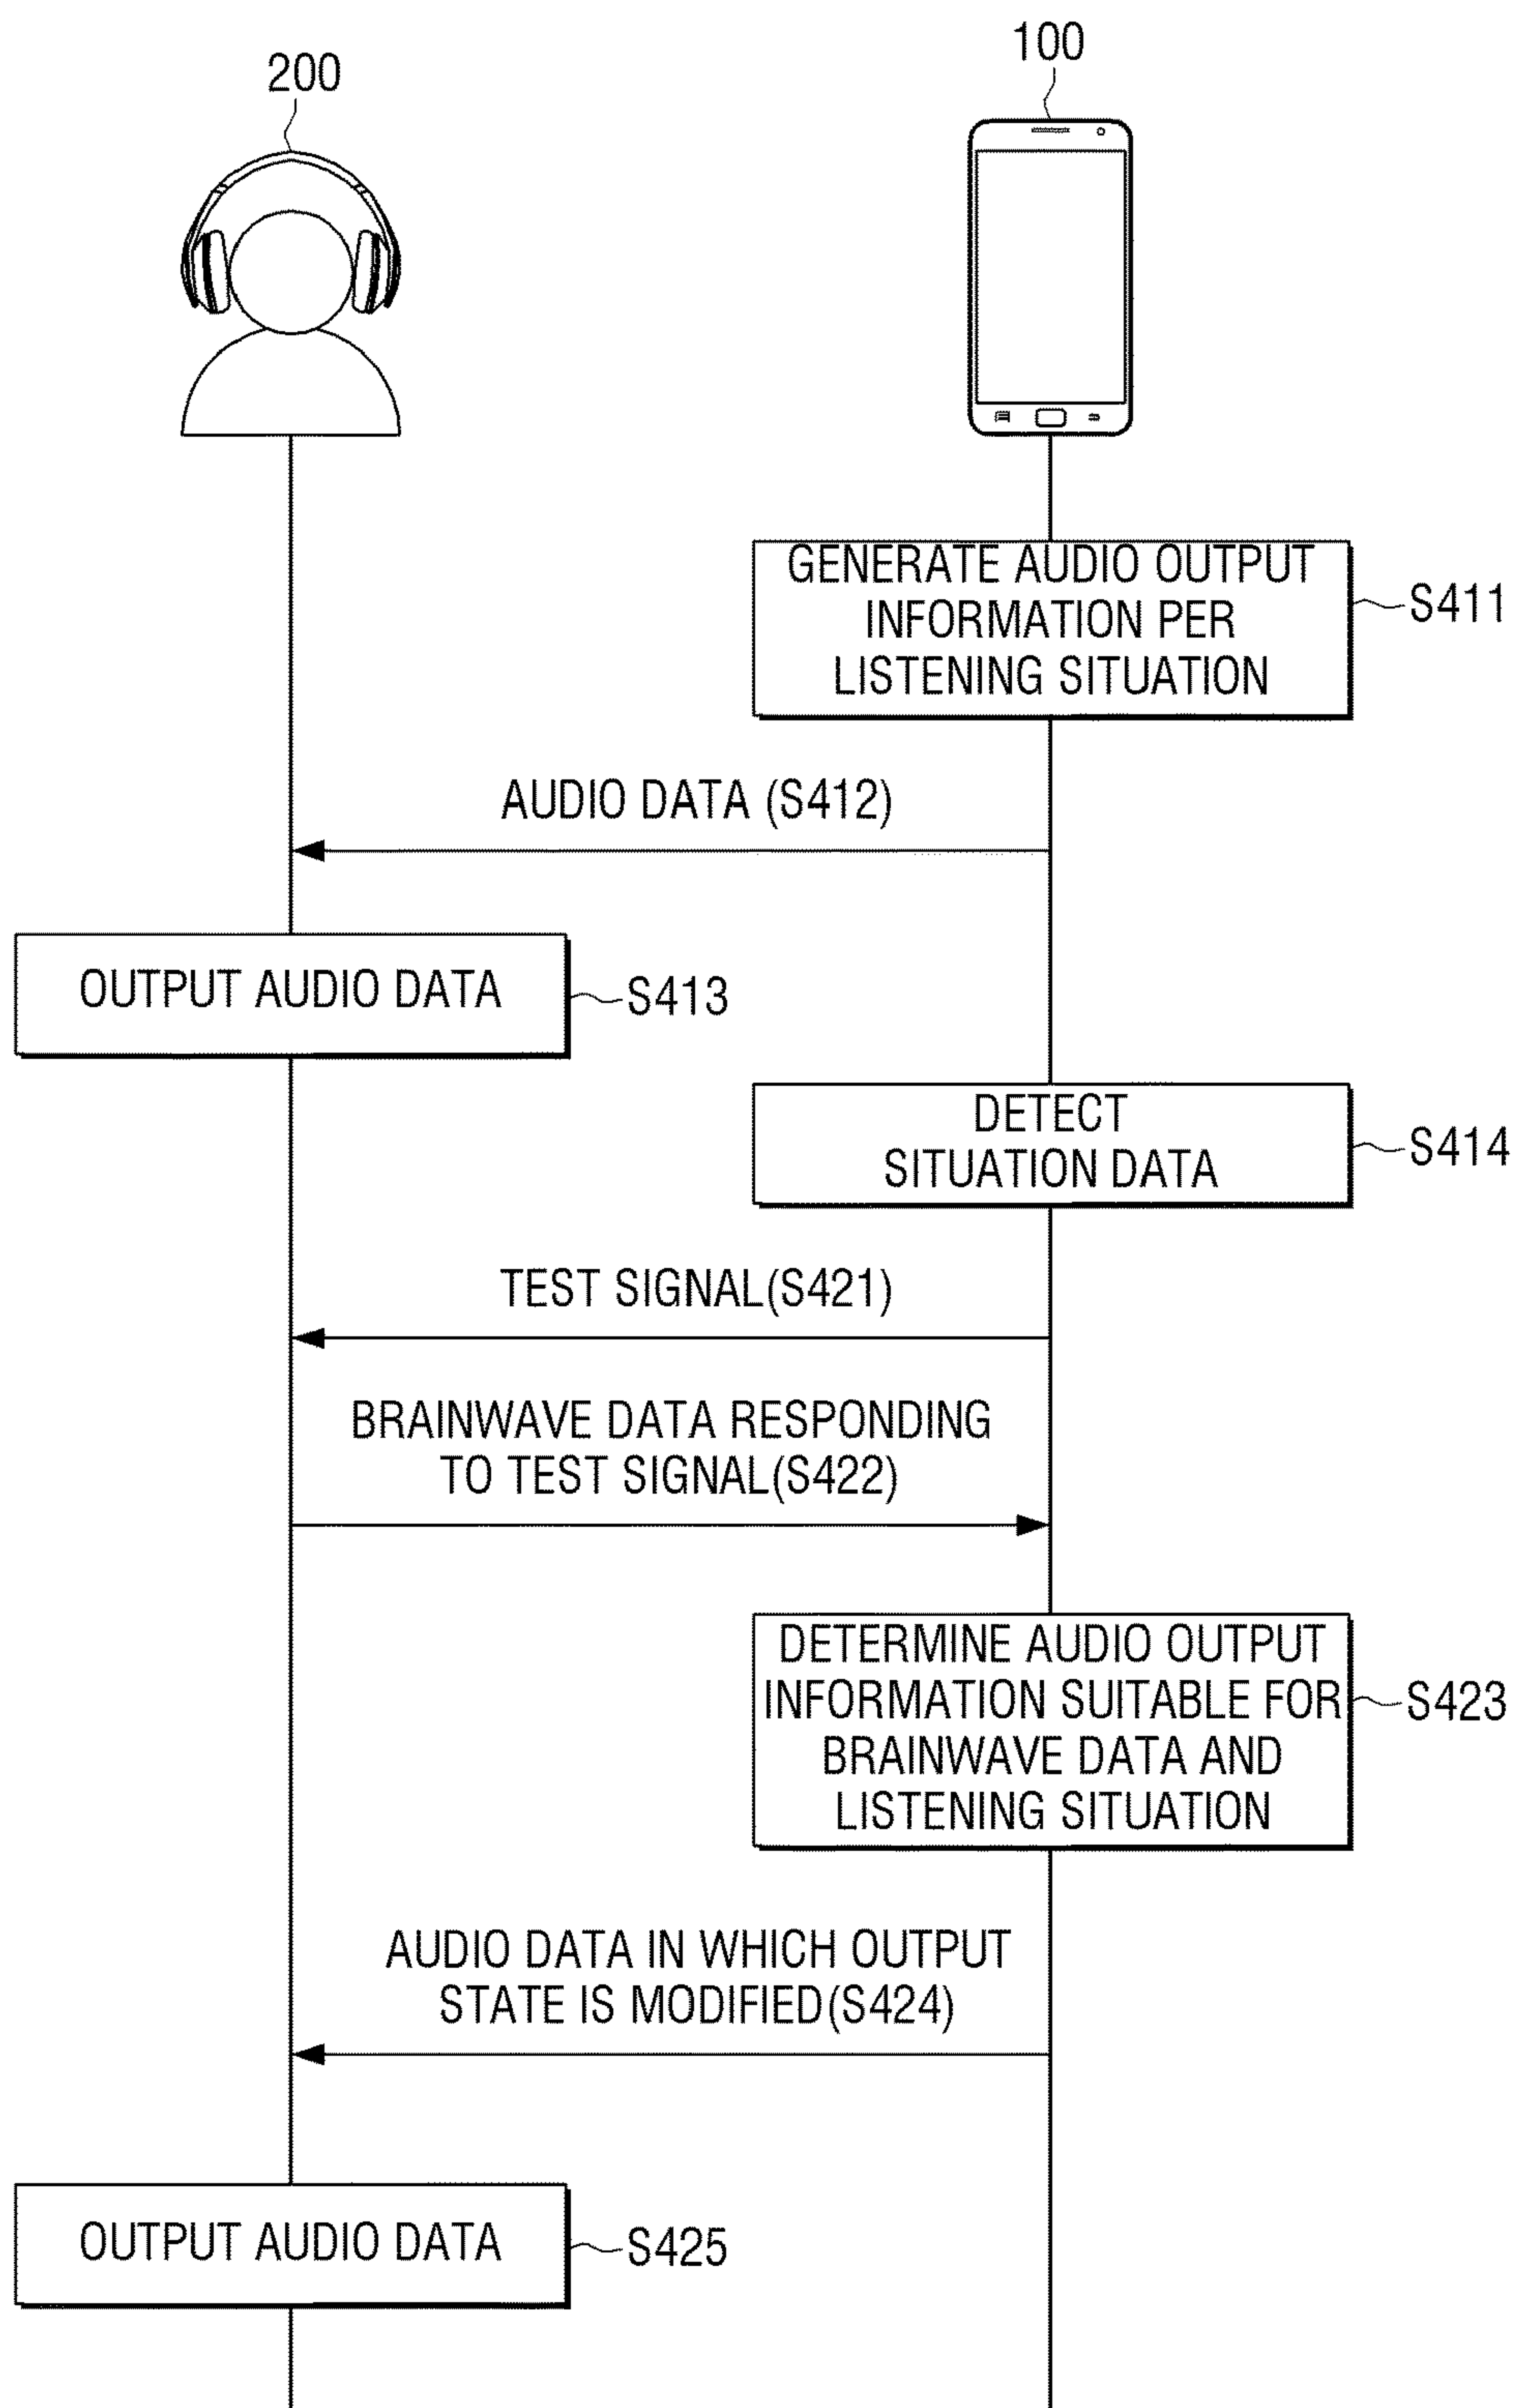 200
100
GENERATE AUDIO OUTPUT
INFORMATION PER
LISTENING SITUATION
S411
AUDIO DATA (S412)
OUTPUT AUDIO DATA
S413
DETECT
SITUATION DATA
S414
TEST SIGNAL(S421)
BRAINWAVE DATA RESPONDING
TO TEST SIGNAL(S422)
DETERMINE AUDIO OUTPUT
INFORMATION SUITABLE FOR
BRAINWAVE DATA AND
LISTENING SITUATION
S423
AUDIO DATA IN WHICH OUTPUT
STATE IS MODIFIED(S424)
OUTPUT AUDIO DATA
S425